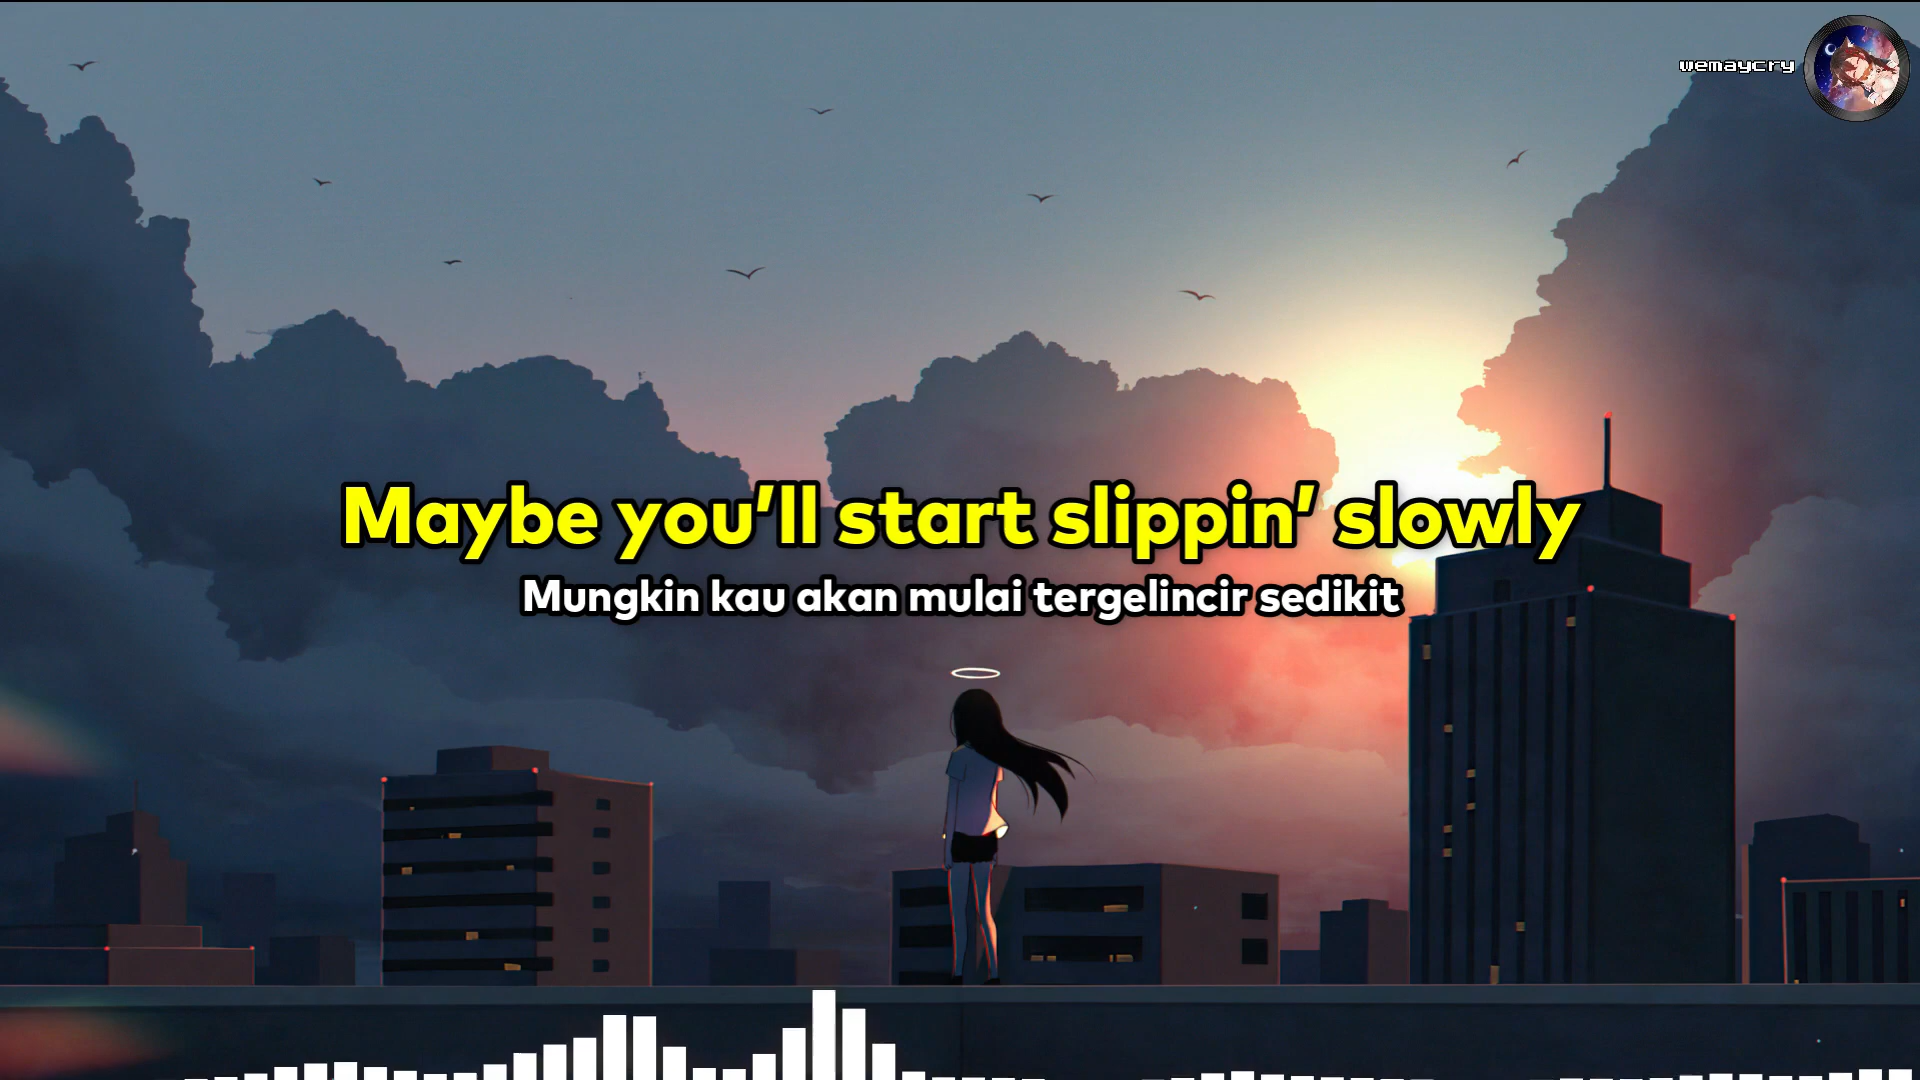 wemaycry
Maybe you'll start slippin' slowly
Mungkin kau akan mulai tergelincir sedikit